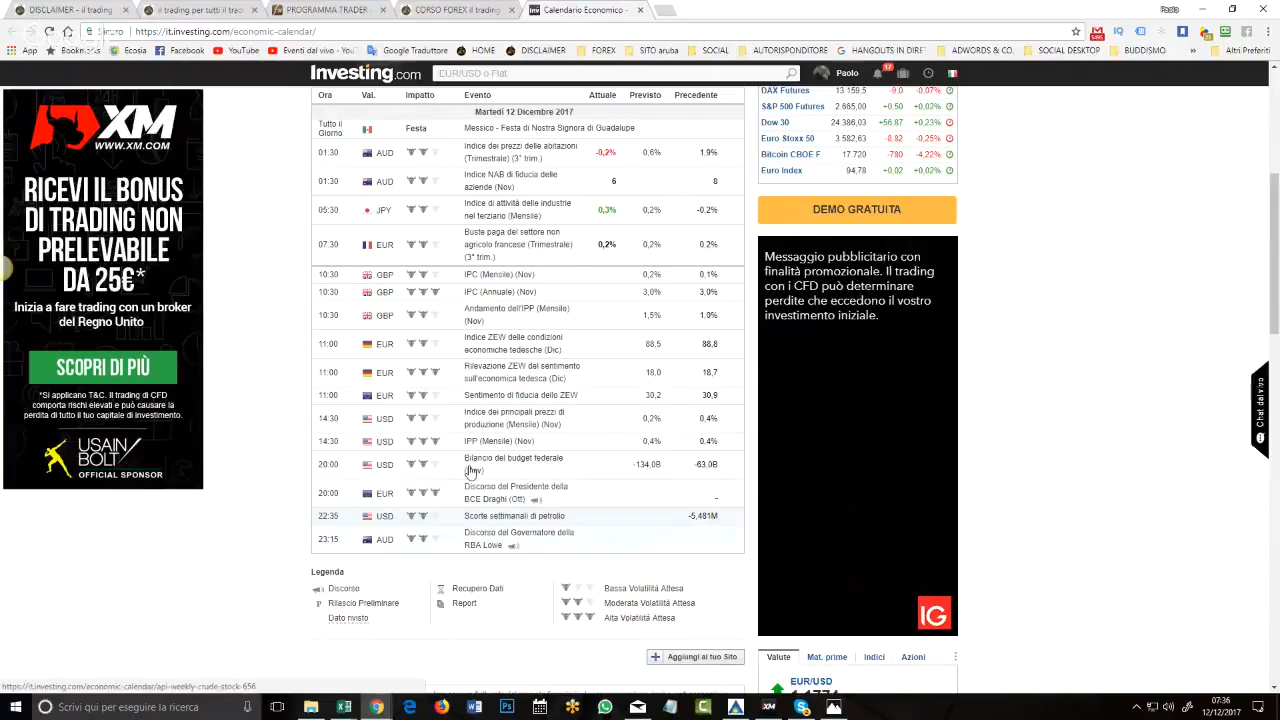 DISCLAIMER - il trading
il trading per tutti il trad
PROGRAMMA TRADER -
CORSO FOREX il trading
Calendario Economico -
Paolo
Sicuro
https://it.investing.com/economic-calendar/
App
Bookmarks
Ecosia
Facebook
YouTube
Eventi dal vivo! - You
Google Traduttore
HOME
DISCLAIMER
FOREX
SITO aruba
SOCIAL
AUTORISPONDITORE
HANGOUTS IN DIRET
ADWORDS & CO.
SOCIAL DESKTOP
BUDDISMO
Altri Preferiti
Investing.com
EUR/USD o Fiat
Paolo
17
Ora Val. Impatto Evento Attuale Previsto Precedente
Martedì 12 Dicembre 2017
Tutto il Giorno Festa Messico - Festa di Nostra Signora di Guadalupe
01:30 AUD Indice dei prezzi delle abitazioni (Trimestrale) (3° trim.) -0,2% 0,6% 1,9%
01:30 AUD Indice NAB di fiducia delle aziende (Nov) 6 8
05:30 JPY Indice di attività delle industrie nel terziario (Mensile) 0,3% 0,2% -0,2%
07:30 EUR Buste paga del settore non agricolo francese (Trimestrale) (3° trim.) 0,2% 0,2% 0,2%
10:30 GBP IPC (Mensile) (Nov) 0,2% 0,1%
10:30 GBP IPC (Annuale) (Nov) 3,0% 3,0%
10:30 GBP Andamento dell'IPP (Mensile) (Nov) 1,5% 1,0%
11:00 EUR Indice ZEW delle condizioni economiche tedesche (Dic) 88,5 88,8
11:00 EUR Rilevazione ZEW del sentimento sull'economica tedesca (Dic) 18,0 18,7
11:00 EUR Sentimento di fiducia dello ZEW 30,2 30,9
14:30 USD Indice dei principali prezzi di produzione (Mensile) (Nov) 0,2% 0,4%
14:30 USD IPP (Mensile) (Nov) 0,4% 0,4%
20:00 USD Bilancio del budget federale -134,0B -63,0B
20:00 EUR Discorso del Presidente della BCE Draghi (Ott) -
22:35 USD Scorte settimanali di petrolio -5,481M
23:15 AUD Discorso del Governatore della RBA Lowe
Legenda
Discorso
Recupero Dati
Bassa Volatilità Attesa
P Rilascio Preliminare
Report
Moderata Volatilità Attesa
Dato rivisto
Alta Volatilità Attesa
Aggiungi al tuo Sito
XM
WWW.XM.COM
RICEVI IL BONUS
DI TRADING NON
PRELEVABILE
DA 25€*
Inizia a fare trading con un broker
del Regno Unito
SCOPRI DI PIÙ
*Si applicano T&C. Il trading di CFD
comporta rischi elevati e può causare la
perdita di tutto il tuo capitale di investimento.
USAIN
BOLT
OFFICIAL SPONSOR
DAX Futures 13 159,5 -9,0 -0,07%
S&P 500 Futures 2 665,00 +0,50 +0,02%
Dow 30 24.386,03 +56,87 +0,23%
Euro Stoxx 50 3.582,63 -8,82 -0,25%
Bitcoin CBOE F 17.720 -780 -4,22%
Euro Index 94,78 +0,02 +0,02%
DEMO GRATUITA
Messaggio pubblicitario con
finalità promozionale. Il trading
con i CFD può determinare
perdite che eccedono il vostro
investimento iniziale.
IG
Valute Mat. prime Indici Azioni
EUR/USD
Chat dal vivo
https://it.investing.com/economic-calendar/api-weekly-crude-stock-656
Scrivi qui per eseguire la ricerca
07:36
12/12/2017